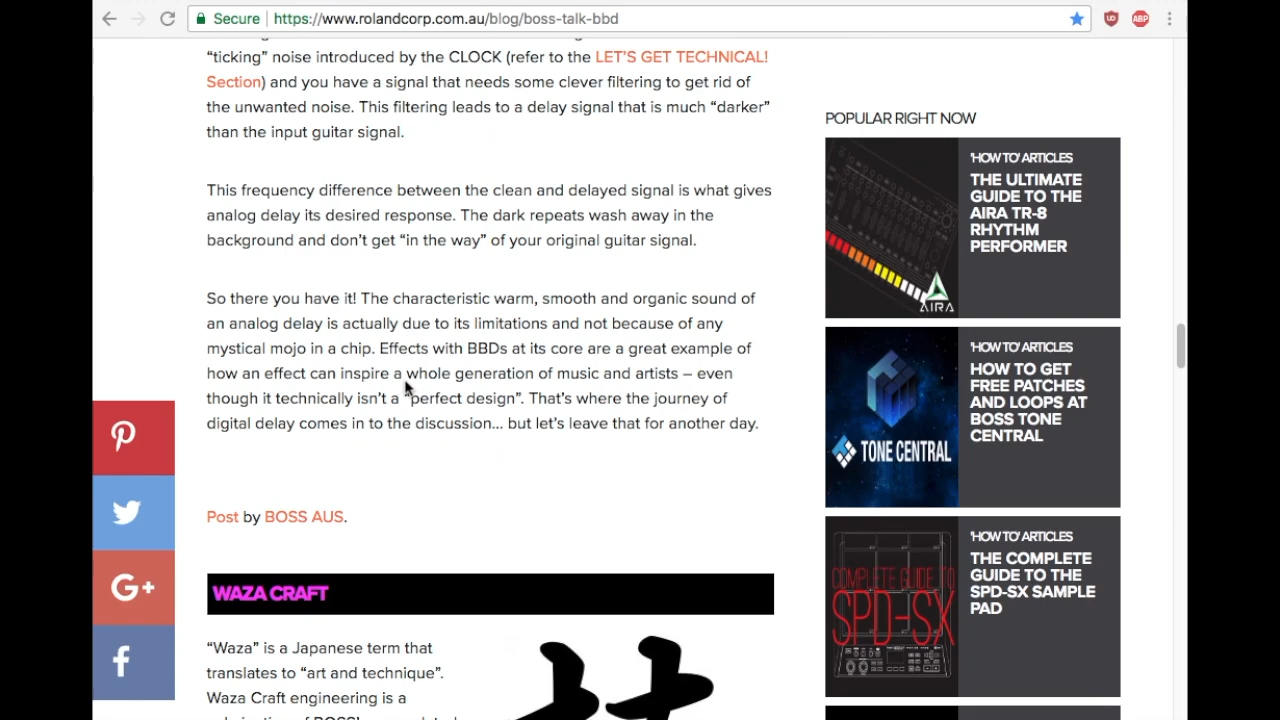 Secure
https://www.rolandcorp.com.au/blog/boss-talk-bbd
UD
ABP
“ticking” noise introduced by the CLOCK (refer to the LET’S GET TECHNICAL!
Section) and you have a signal that needs some clever filtering to get rid of
the unwanted noise. This filtering leads to a delay signal that is much “darker”
than the input guitar signal.
This frequency difference between the clean and delayed signal is what gives
analog delay its desired response. The dark repeats wash away in the
background and don’t get “in the way” of your original guitar signal.
So there you have it! The characteristic warm, smooth and organic sound of
an analog delay is actually due to its limitations and not because of any
mystical mojo in a chip. Effects with BBDs at its core are a great example of
how an effect can inspire a whole generation of music and artists – even
though it technically isn’t a “perfect design”. That’s where the journey of
digital delay comes in to the discussion… but let’s leave that for another day.
Post by BOSS AUS.
WAZA CRAFT
“Waza” is a Japanese term that
translates to “art and technique”.
Waza Craft engineering is a
POPULAR RIGHT NOW
'HOW TO' ARTICLES
THE ULTIMATE
GUIDE TO THE
AIRA TR-8
RHYTHM
PERFORMER
AIRA
'HOW TO' ARTICLES
HOW TO GET
FREE PATCHES
AND LOOPS AT
BOSS TONE
CENTRAL
TONE CENTRAL
'HOW TO' ARTICLES
THE COMPLETE
GUIDE TO THE
SPD-SX SAMPLE
PAD
COMPLETE GUIDE TO
SPD-SX
G+
f